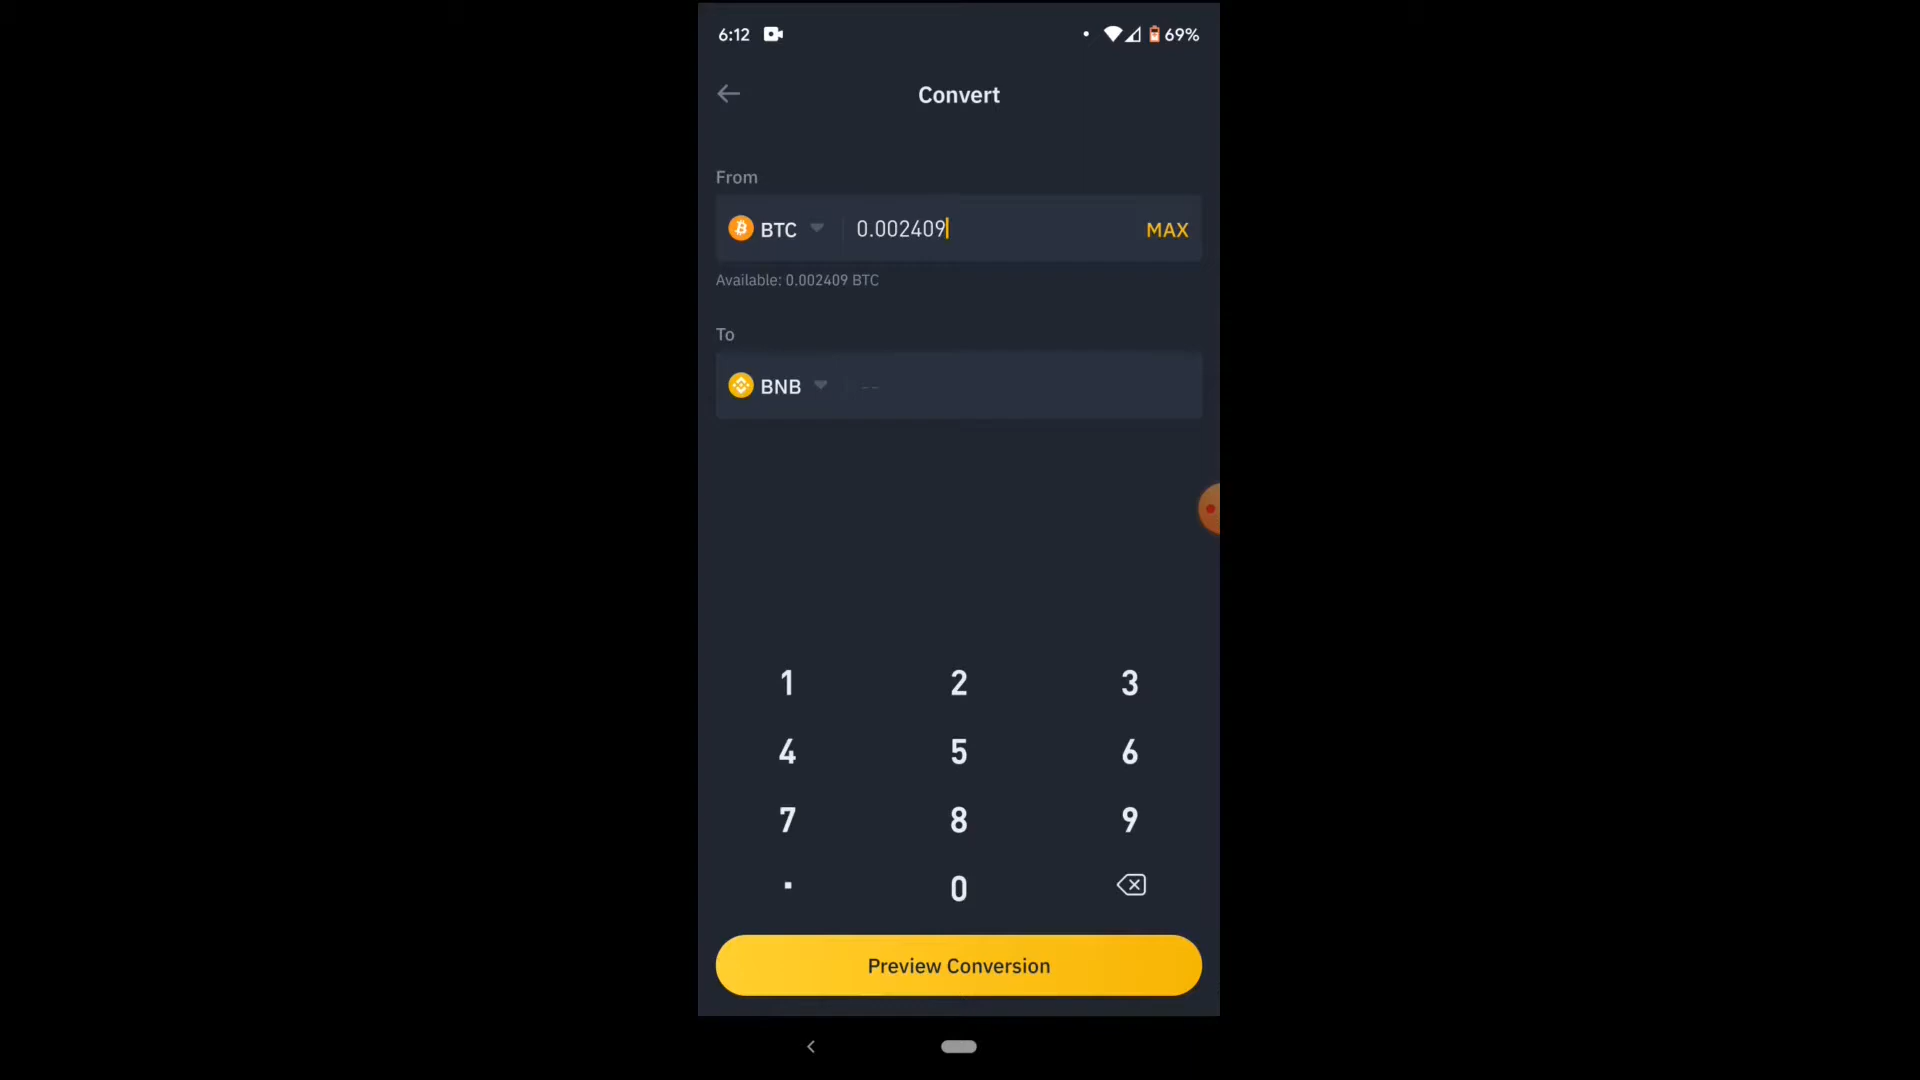 6:12 69%
Convert
From
BTC 0.002409 MAX
Available: 0.002409 BTC
To
BNB --
1 2 3
4 5 6
7 8 9
. 0
Preview Conversion